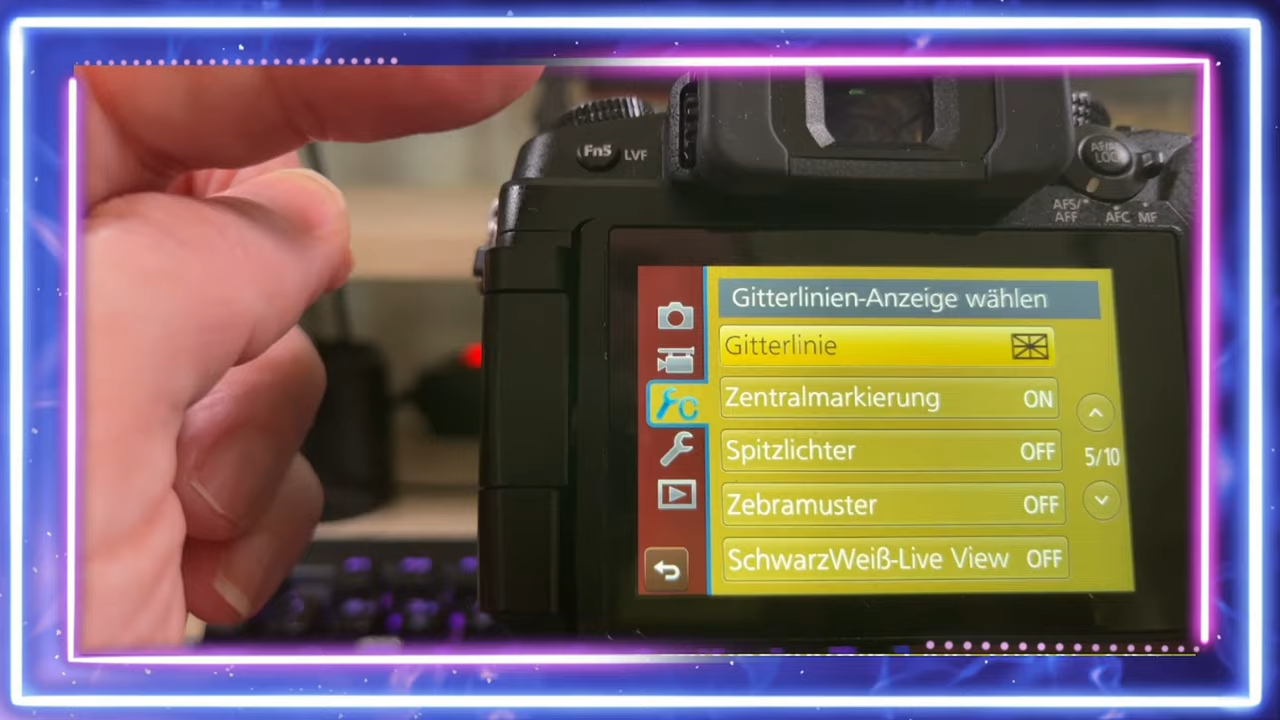 Fn5 LVF
AF/AE
LOCK
AFS/
AFF AFC MF
Gitterlinien-Anzeige wählen
Gitterlinie
Zentralmarkierung ON
Spitzlichter OFF
5/10
Zebramuster OFF
SchwarzWeiß-Live View OFF